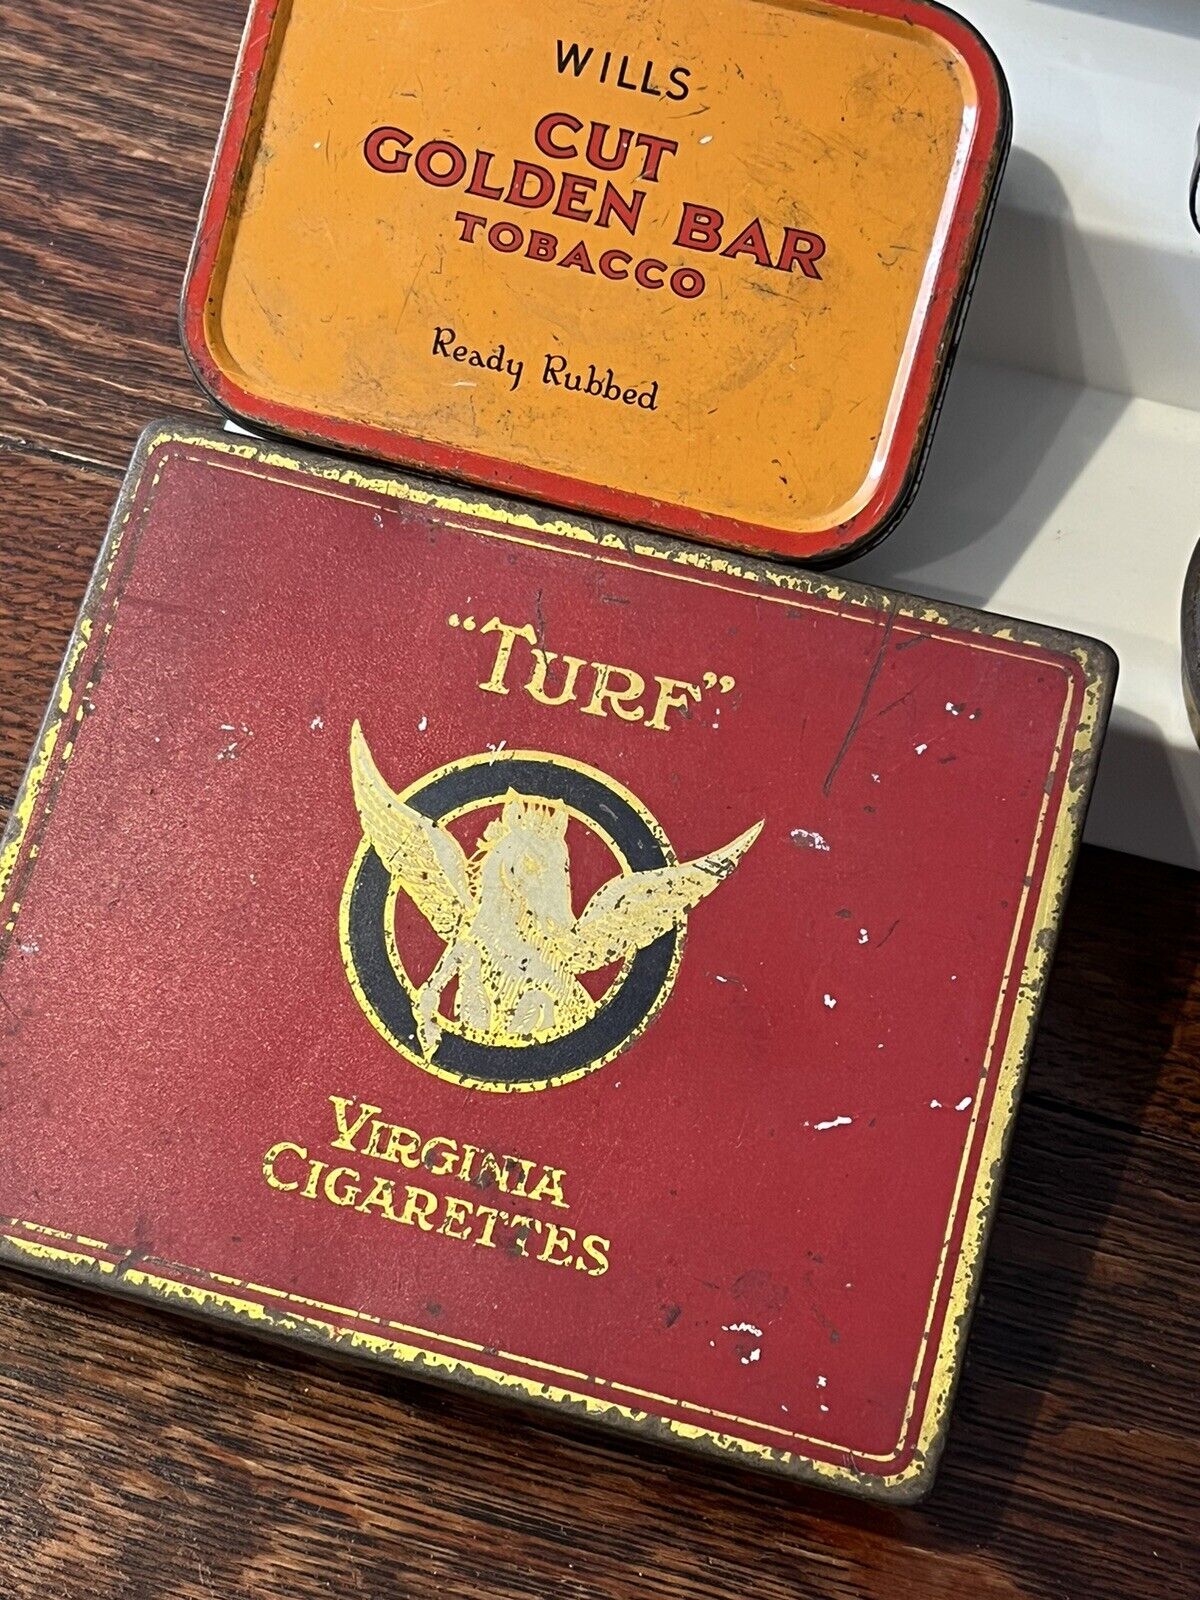 WILLS
CUT
GOLDEN BAR
TOBACCO
Ready Rubbed
"TURF"
VIRGINIA
CIGARETTES